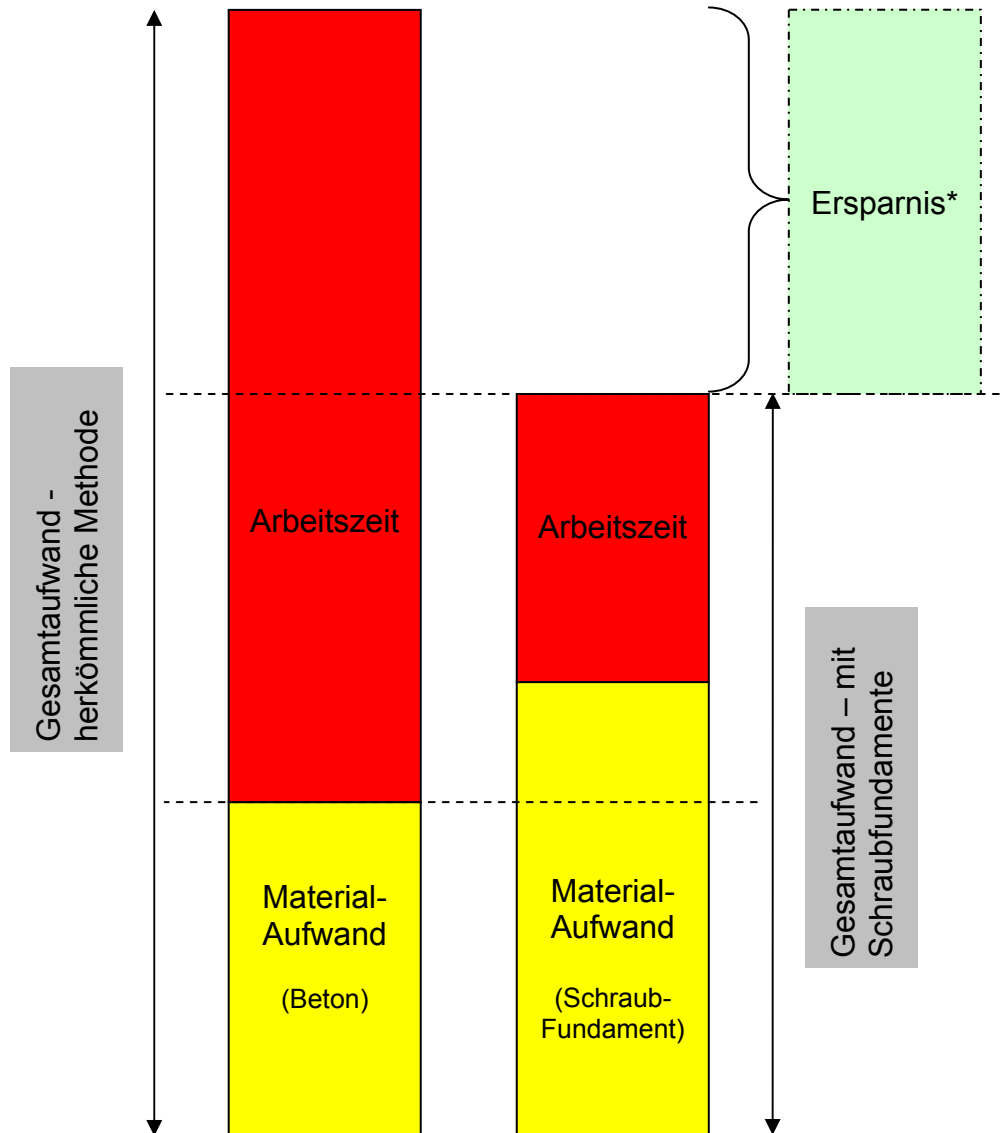 Ersparnis*
Gesamtaufwand -
herkömmliche Methode
Arbeitszeit
Arbeitszeit
Gesamtaufwand – mit
Schraubfundamente
Material-
Aufwand
(Beton)
Material-
Aufwand
(Schraub-
Fundament)